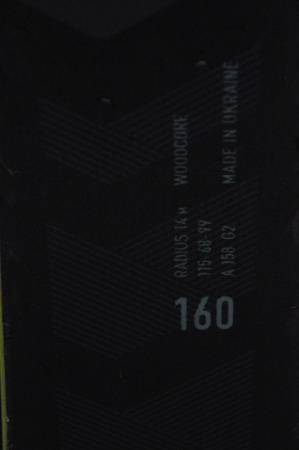 RADIUS 14 M WOODCORE
115-68-99
A 158 02 MADE IN UKRAINE
160